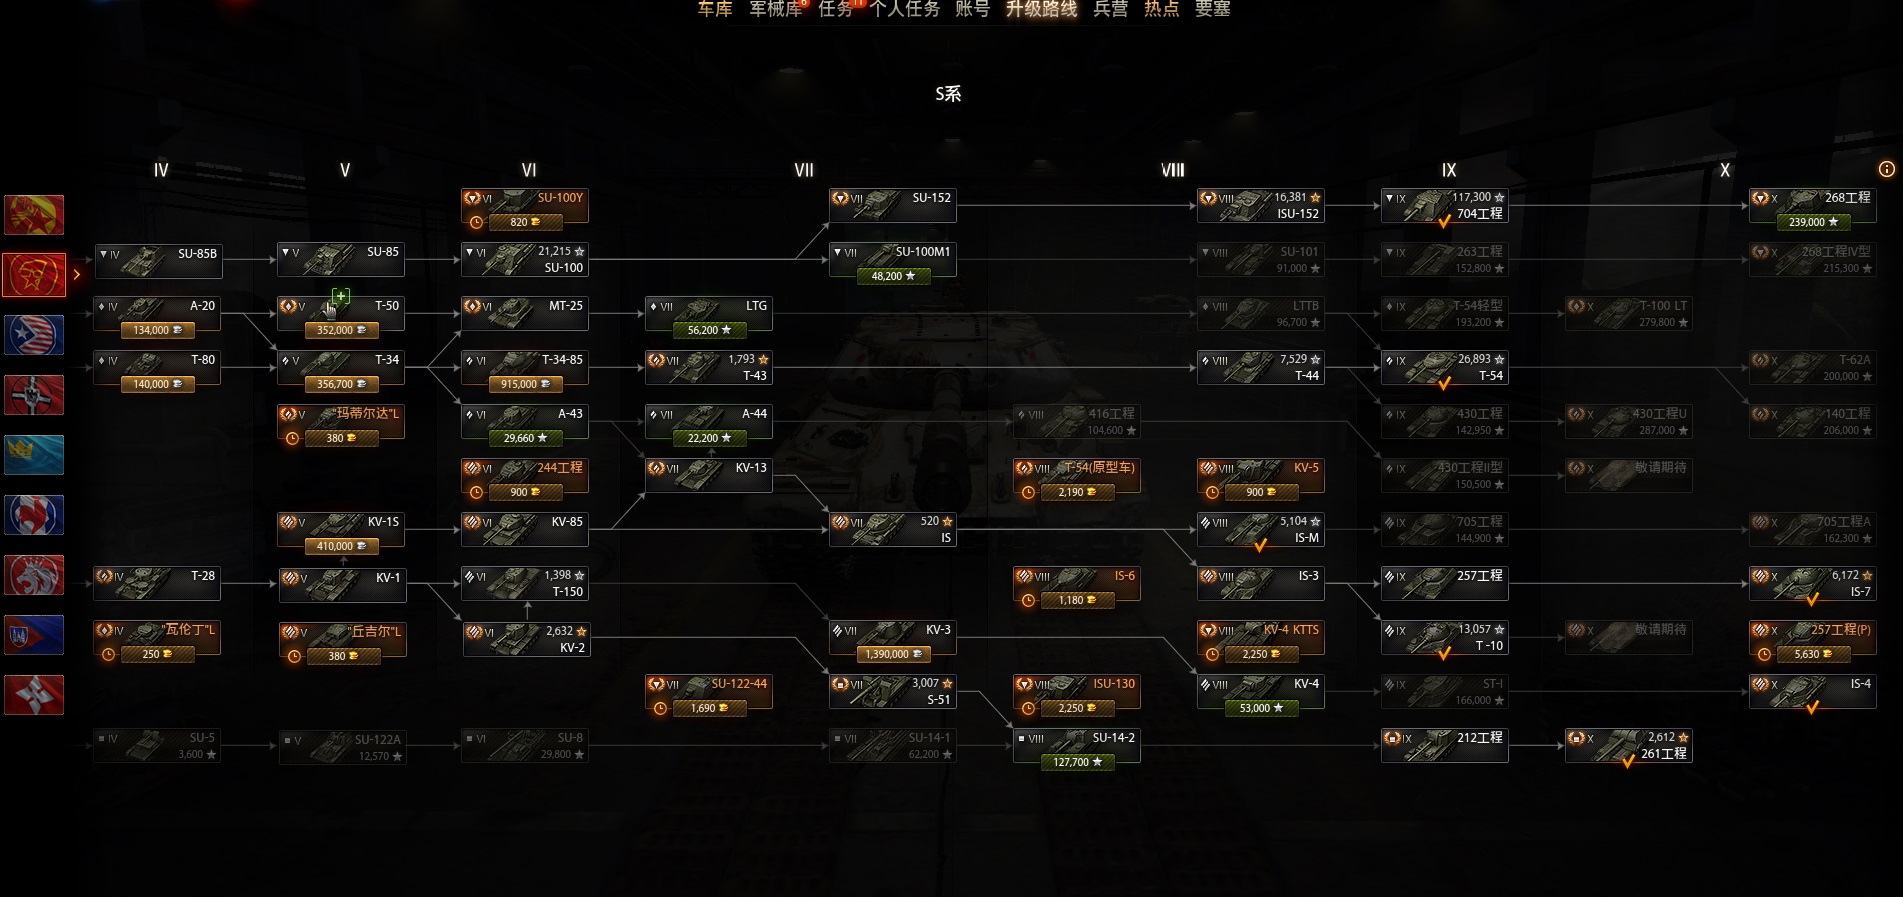 车库 军械库 6 任务 11 个人任务 账号 升级路线 兵营 热点 要塞
S系
IV V VI VII VIII IX X
VI SU-100Y
820
VII SU-152
VIII 16,381
ISU-152
IX 117,300
704工程
X 268工程
239,000
IV SU-85B
V SU-85
VI 21,215
SU-100
VII SU-100M1
48,200
VIII SU-101
91,000
IX 263工程
152,800
X 268工程IV型
215,300
IV A-20
134,000
V T-50
352,000
VI MT-25
VII LTG
56,200
VIII LTTB
96,700
IX T-54轻型
193,200
X T-100 LT
279,800
IV T-80
140,000
V T-34
356,700
VI T-34-85
915,000
VII 1,793
T-43
VIII 7,529
T-44
IX 26,893
T-54
X T-62A
200,000
V "玛蒂尔达"L
380
VI A-43
29,660
VII A-44
22,200
VIII 416工程
104,600
IX 430工程
142,950
X 430工程U
287,000
X 140工程
206,000
VI 244工程
900
VII KV-13
VIII T-54(原型车)
2,190
VIII KV-5
900
IX 430工程II型
150,500
X 敬请期待
V KV-1S
410,000
VI KV-85
VII 520
IS
VIII 5,104
IS-M
IX 705工程
144,900
X 705工程A
162,300
IV T-28
V KV-1
VI 1,398
T-150
VIII IS-6
1,180
VIII IS-3
IX 257工程
X 6,172
IS-7
IV "瓦伦丁"L
250
V "丘吉尔"L
380
VI 2,632
KV-2
VII KV-3
1,390,000
VIII KV-4 KTTS
2,250
IX 13,057
T-10
X 敬请期待
X 257工程(P)
5,630
VII SU-122-44
1,690
VII 3,007
S-51
VIII ISU-130
2,250
VIII KV-4
53,000
IX ST-I
166,000
X IS-4
IV SU-5
3,600
V SU-122A
12,570
VI SU-8
29,800
VII SU-14-1
62,200
VIII SU-14-2
127,700
IX 212工程
X 2,612
261工程